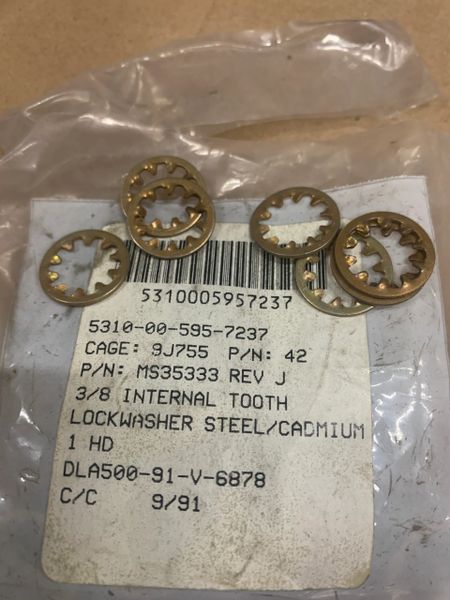 5310005957237
5310-00-595-7237
CAGE: 9J755 P/N: 42
P/N: MS35333 REV J
3/8 INTERNAL TOOTH
LOCKWASHER STEEL/CADMIUM
1 HD
DLA500-91-V-6878
C/C 9/91